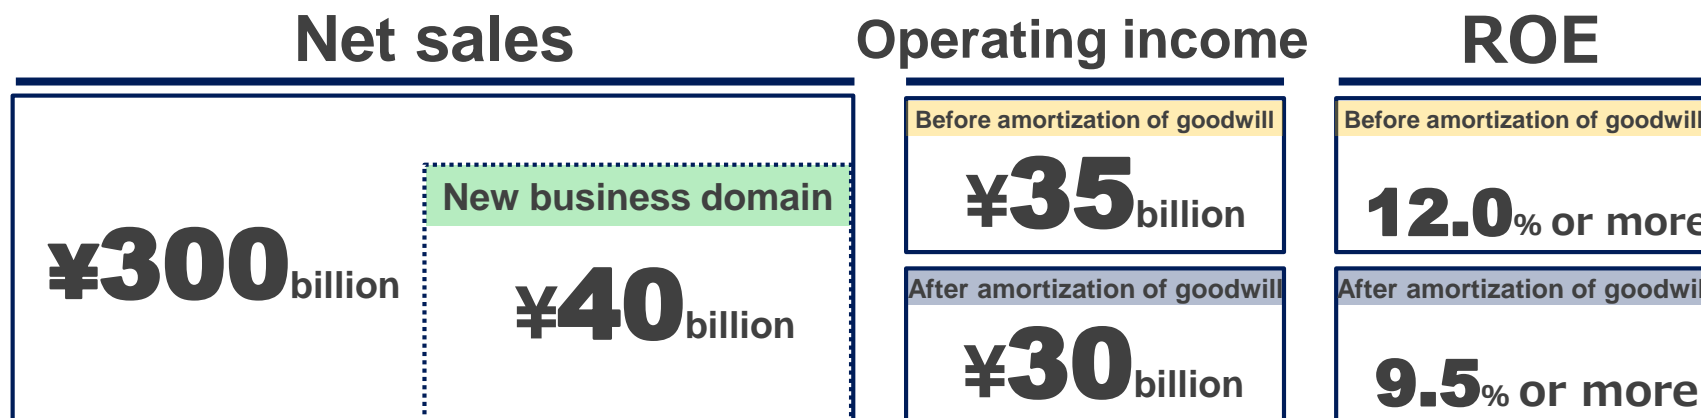 Net sales
¥300billion
New business domain
¥40billion
Operating income
Before amortization of goodwill
¥35billion
After amortization of goodwill
¥30billion
ROE
Before amortization of goodwill
12.0% or more
After amortization of goodwill
9.5% or more